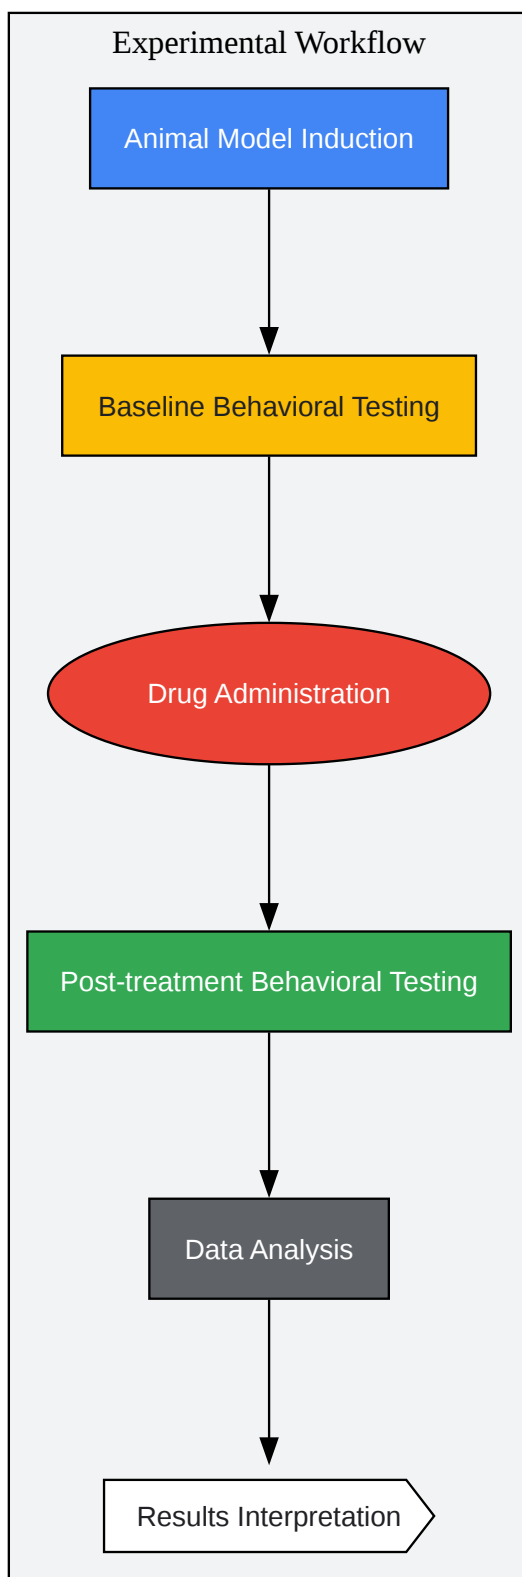 Experimental Workflow
Animal Model Induction
Baseline Behavioral Testing
Drug Administration
Post-treatment Behavioral Testing
Data Analysis
Results Interpretation